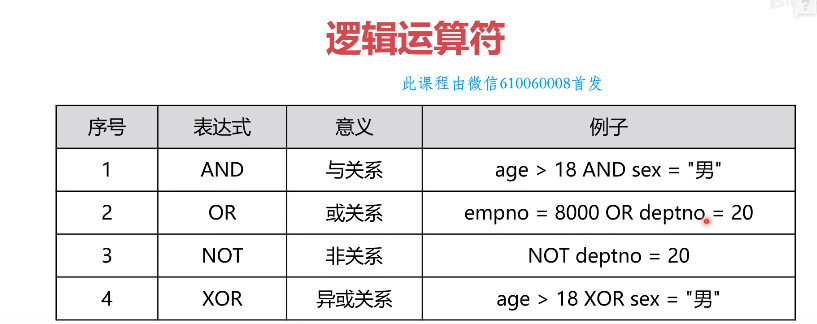 逻辑运算符
此课程由微信610060008首发
序号 表达式 意义 例子
1 AND 与关系 age > 18 AND sex = "男"
2 OR 或关系 empno = 8000 OR deptno = 20
3 NOT 非关系 NOT deptno = 20
4 XOR 异或关系 age > 18 XOR sex = "男"